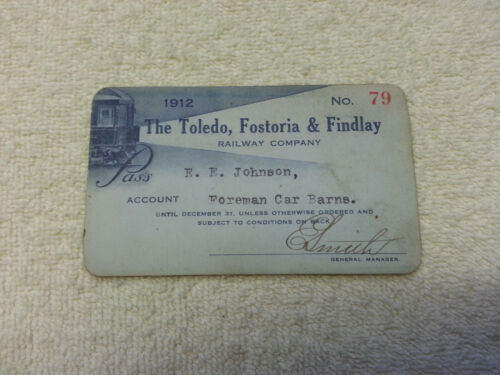 1912 No. 79
The Toledo, Fostoria & Findlay
RAILWAY COMPANY
Pass E. E. Johnson,
ACCOUNT Foreman Car Barns.
UNTIL DECEMBER 31, UNLESS OTHERWISE ORDERED AND
SUBJECT TO CONDITIONS ON BACK
GENERAL MANAGER.